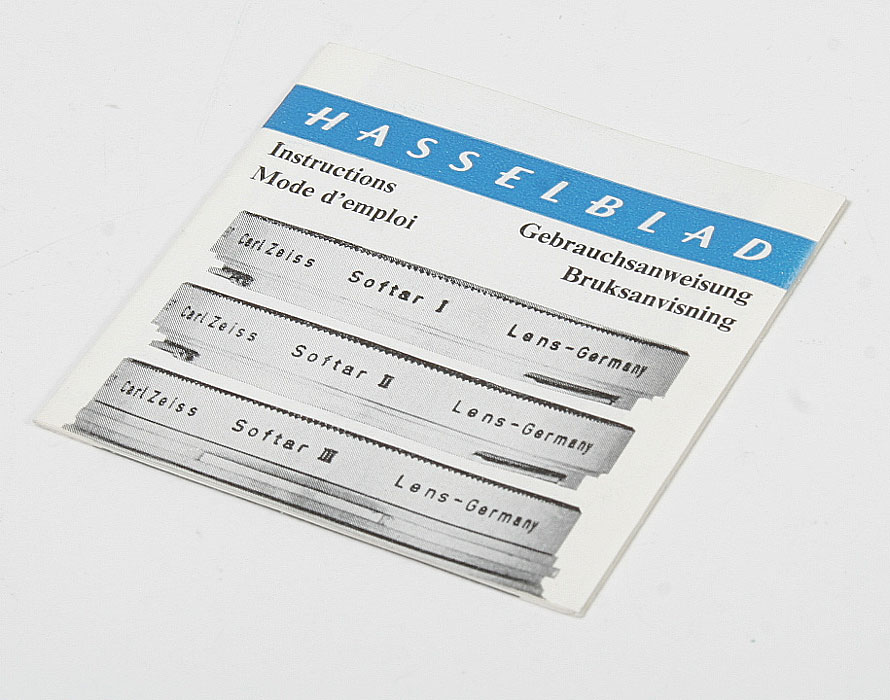 HASSELBLAD
Instructions
Mode d'emploi
Gebrauchsanweisung
Bruksanvisning
Carl Zeiss Softar I Lens-Germany
Carl Zeiss Softar II Lens-Germany
Carl Zeiss Softar III Lens-Germany